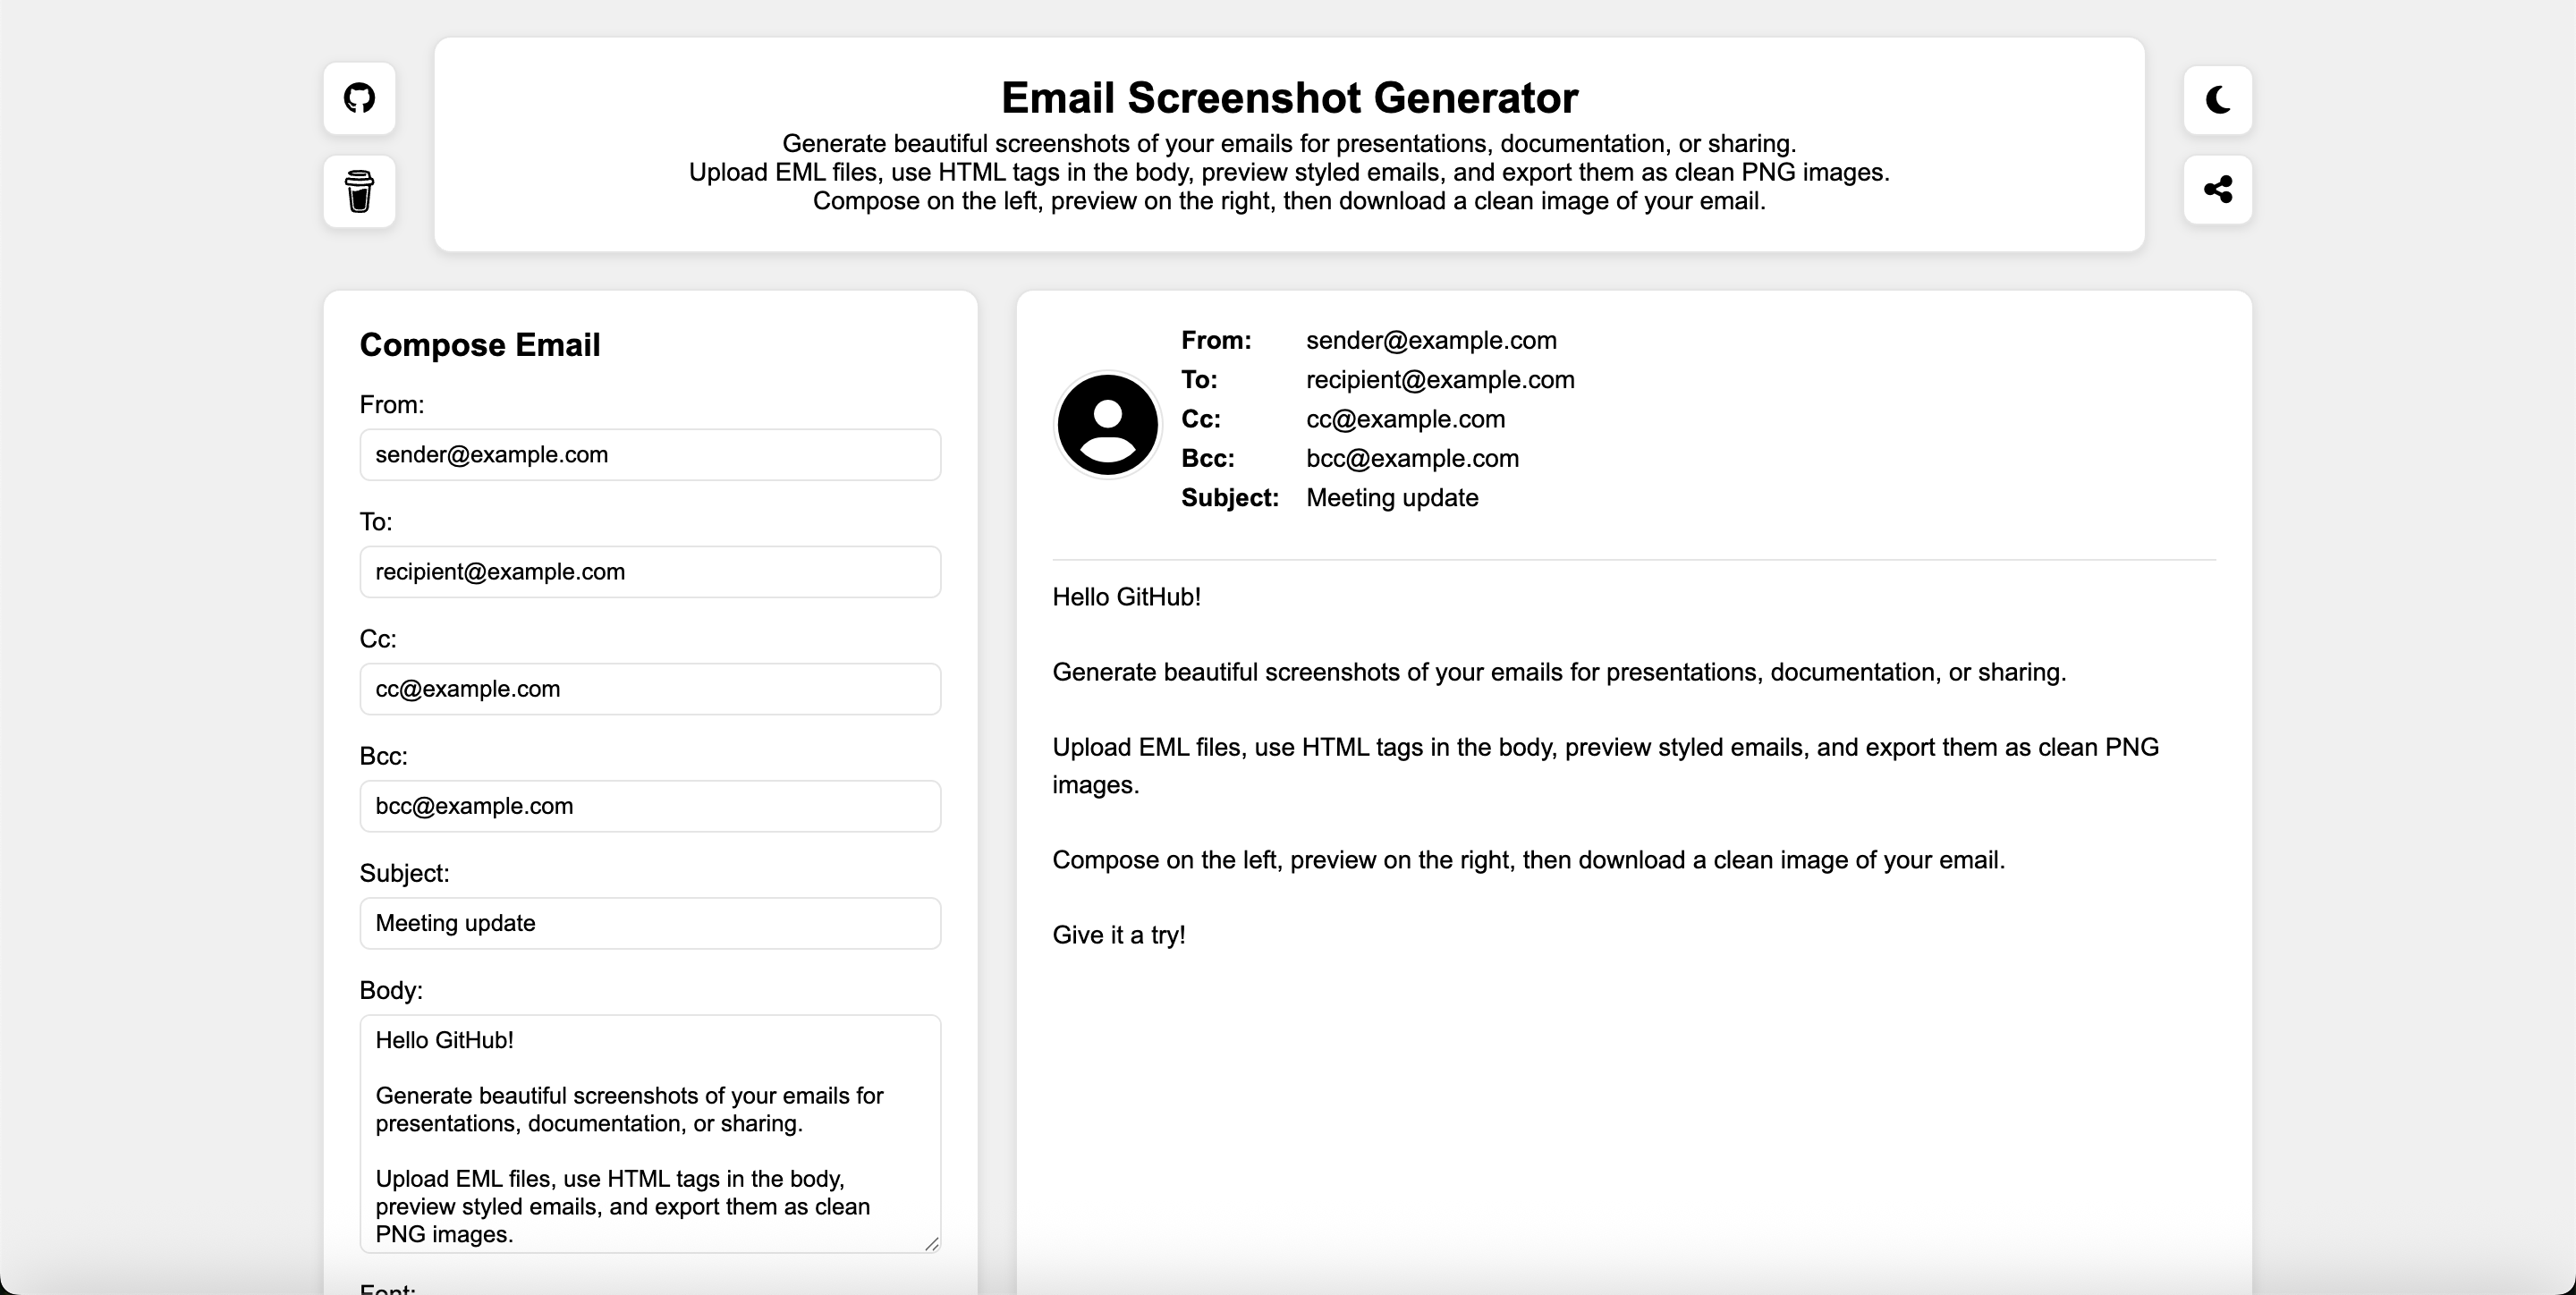 Email Screenshot Generator
Generate beautiful screenshots of your emails for presentations, documentation, or sharing.
Upload EML files, use HTML tags in the body, preview styled emails, and export them as clean PNG images.
Compose on the left, preview on the right, then download a clean image of your email.
Compose Email
From:
sender@example.com
To:
recipient@example.com
Cc:
cc@example.com
Bcc:
bcc@example.com
Subject:
Meeting update
Body:
Hello GitHub!
Generate beautiful screenshots of your emails for
presentations, documentation, or sharing.
Upload EML files, use HTML tags in the body,
preview styled emails, and export them as clean
PNG images.
Font:
From: sender@example.com
To: recipient@example.com
Cc: cc@example.com
Bcc: bcc@example.com
Subject: Meeting update
Hello GitHub!
Generate beautiful screenshots of your emails for presentations, documentation, or sharing.
Upload EML files, use HTML tags in the body, preview styled emails, and export them as clean PNG
images.
Compose on the left, preview on the right, then download a clean image of your email.
Give it a try!